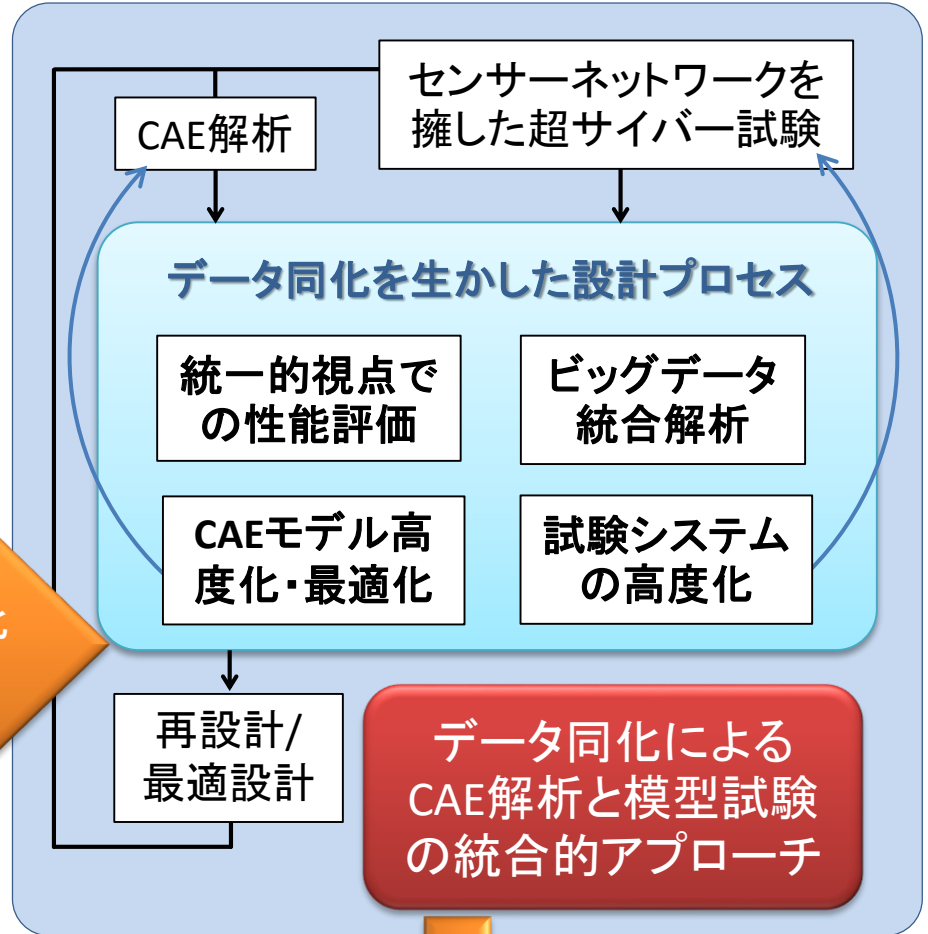 センサーネットワークを
擁した超サイバー試験
CAE解析
データ同化を生かした設計プロセス
統一的視点で
の性能評価
ビッグデータ
統合解析
CAEモデル高
度化・最適化
試験システム
の高度化
再設計/
最適設計
データ同化による
CAE解析と模型試験
の統合的アプローチ